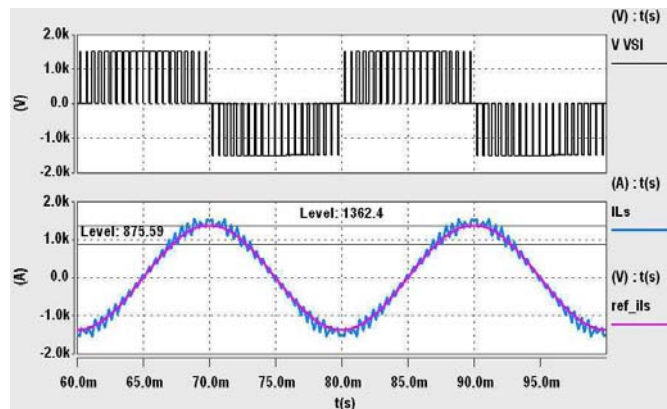 (V) : t(s)
V VSI
2.0k
1.0k
0.0
-1.0k
-2.0k
(V)
(A) : t(s)
ILs
2.0k
1.0k
0.0
-1.0k
-2.0k
(A)
Level: 1362.4
Level: 875.59
(V) : t(s)
ref_ils
60.0m 65.0m 70.0m 75.0m 80.0m 85.0m 90.0m 95.0m
t(s)